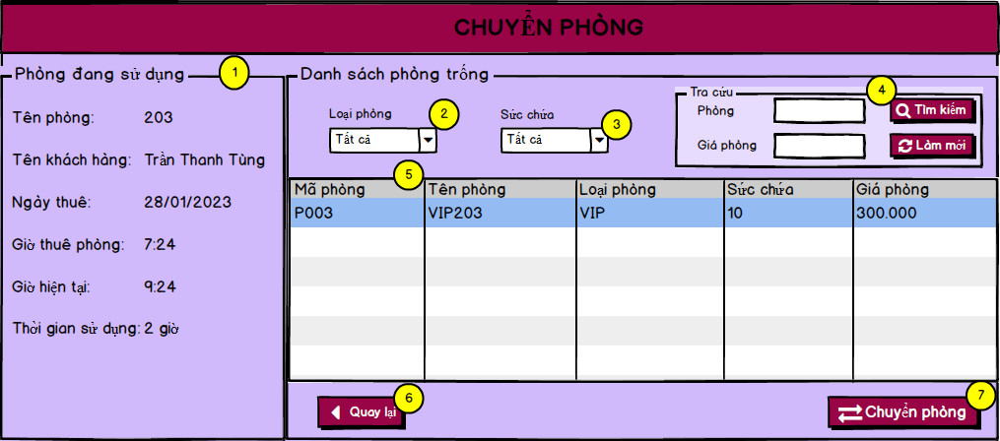 CHUYỂN PHÒNG
Phòng đang sử dụng 1
Tên phòng: 203
Tên khách hàng: Trần Thanh Tùng
Ngày thuê: 28/01/2023
Giờ thuê phòng: 7:24
Giờ hiện tại: 9:24
Thời gian sử dụng: 2 giờ
Danh sách phòng trống
Loại phòng 2
Tất cả
Sức chứa 3
Tất cả
Tra cứu 4
Phòng Tìm kiếm
Giá phòng Làm mới
5
Mã phòng Tên phòng Loại phòng Sức chứa Giá phòng
P003 VIP203 VIP 10 300.000
Quay lại 6
Chuyển phòng 7